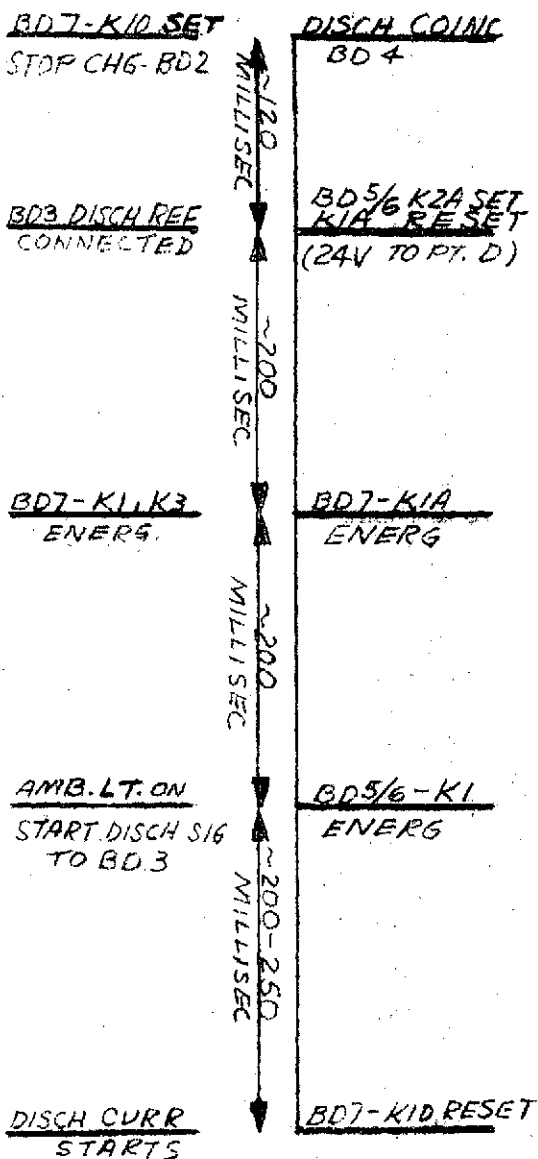 BD7-K10 SET
DISCH COINC
STOP CHG-BD2
BD 4
~120
MILLISEC
BD3 DISCH REF
CONNECTED
BD5/6 K2A SET
K1A RESET
(24V TO PT. D)
~200
MILLISEC
BD7-K1, K3
ENERG.
BD7-K1A
ENERG
~200
MILLISEC
AMB. LT. ON
START DISCH SIG
TO BD.3
BD5/6-K1
ENERG
~200-250
MILLISEC
DISCH CURR
STARTS
BD7-K10 RESET